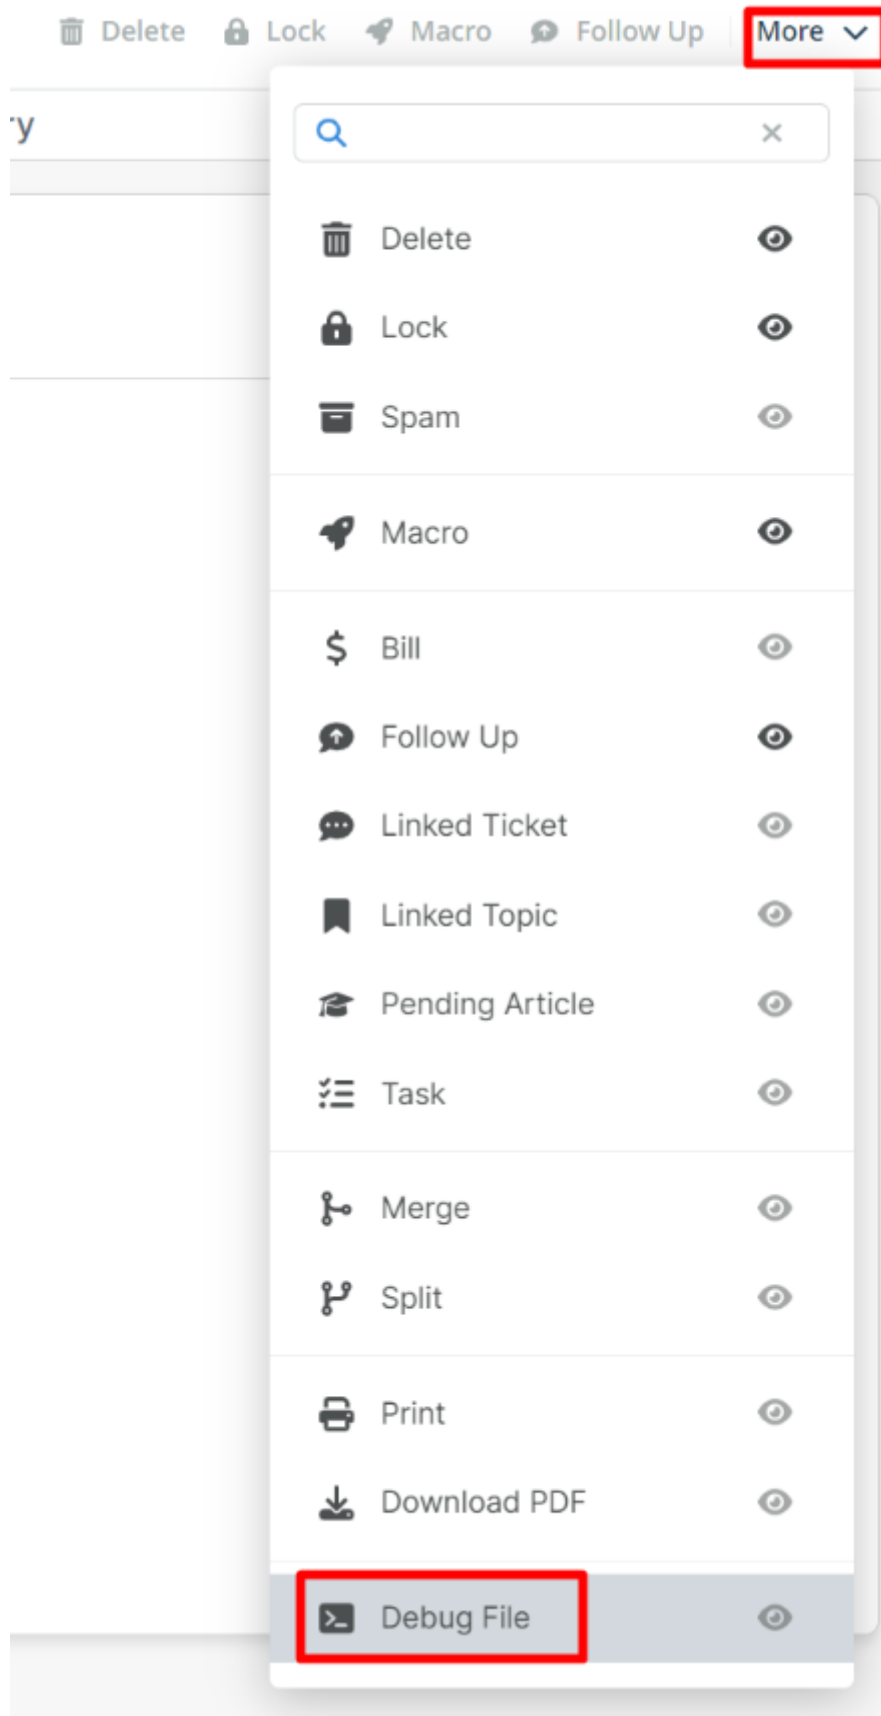 Delete Lock Macro Follow Up More
ry
Delete
Lock
Spam
Macro
Bill
Follow Up
Linked Ticket
Linked Topic
Pending Article
Task
Merge
Split
Print
Download PDF
Debug File